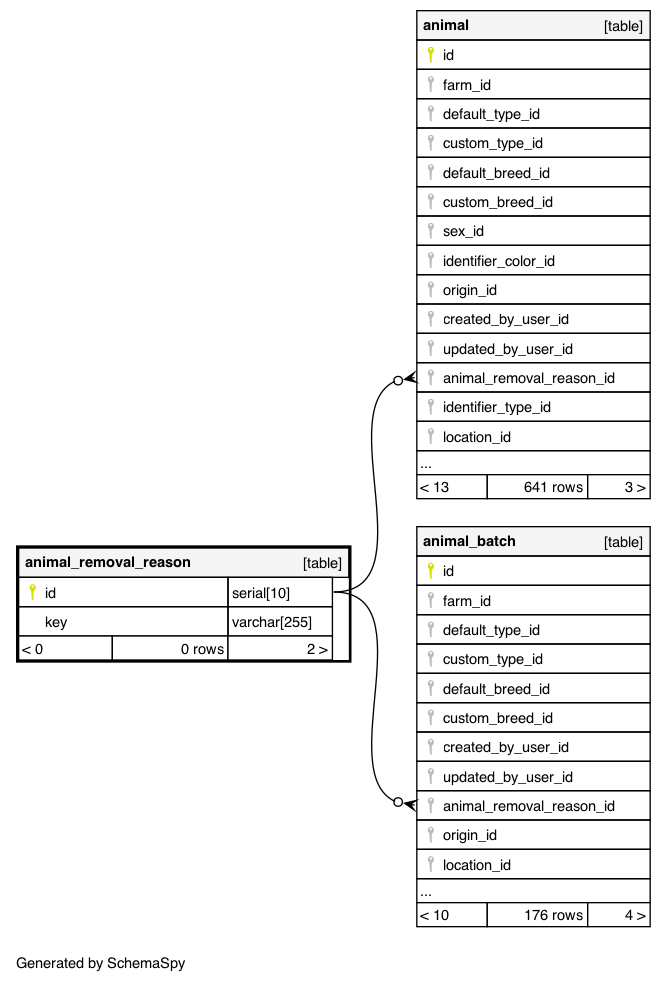 animal [table]
id
farm_id
default_type_id
custom_type_id
default_breed_id
custom_breed_id
sex_id
identifier_color_id
origin_id
created_by_user_id
updated_by_user_id
animal_removal_reason_id
identifier_type_id
location_id
...
< 13 641 rows 3 >
animal_removal_reason [table]
id serial[10]
key varchar[255]
< 0 0 rows 2 >
animal_batch [table]
id
farm_id
default_type_id
custom_type_id
default_breed_id
custom_breed_id
created_by_user_id
updated_by_user_id
animal_removal_reason_id
origin_id
location_id
...
< 10 176 rows 4 >
Generated by SchemaSpy